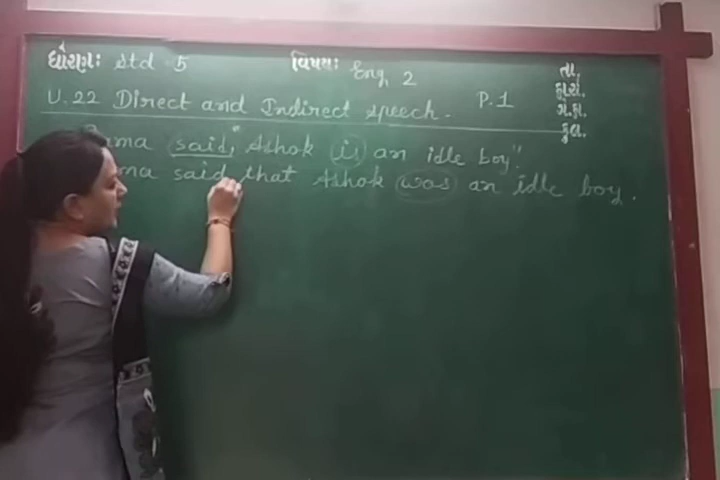 ધોરણ: Std - 5 વિષય: Eng 2 તા.
હાજર.
U.22 Direct and Indirect speech. P.1 ગે.હા.
કુલ.
said, "Ashok is an idle boy".
said that Ashok was an idle boy.